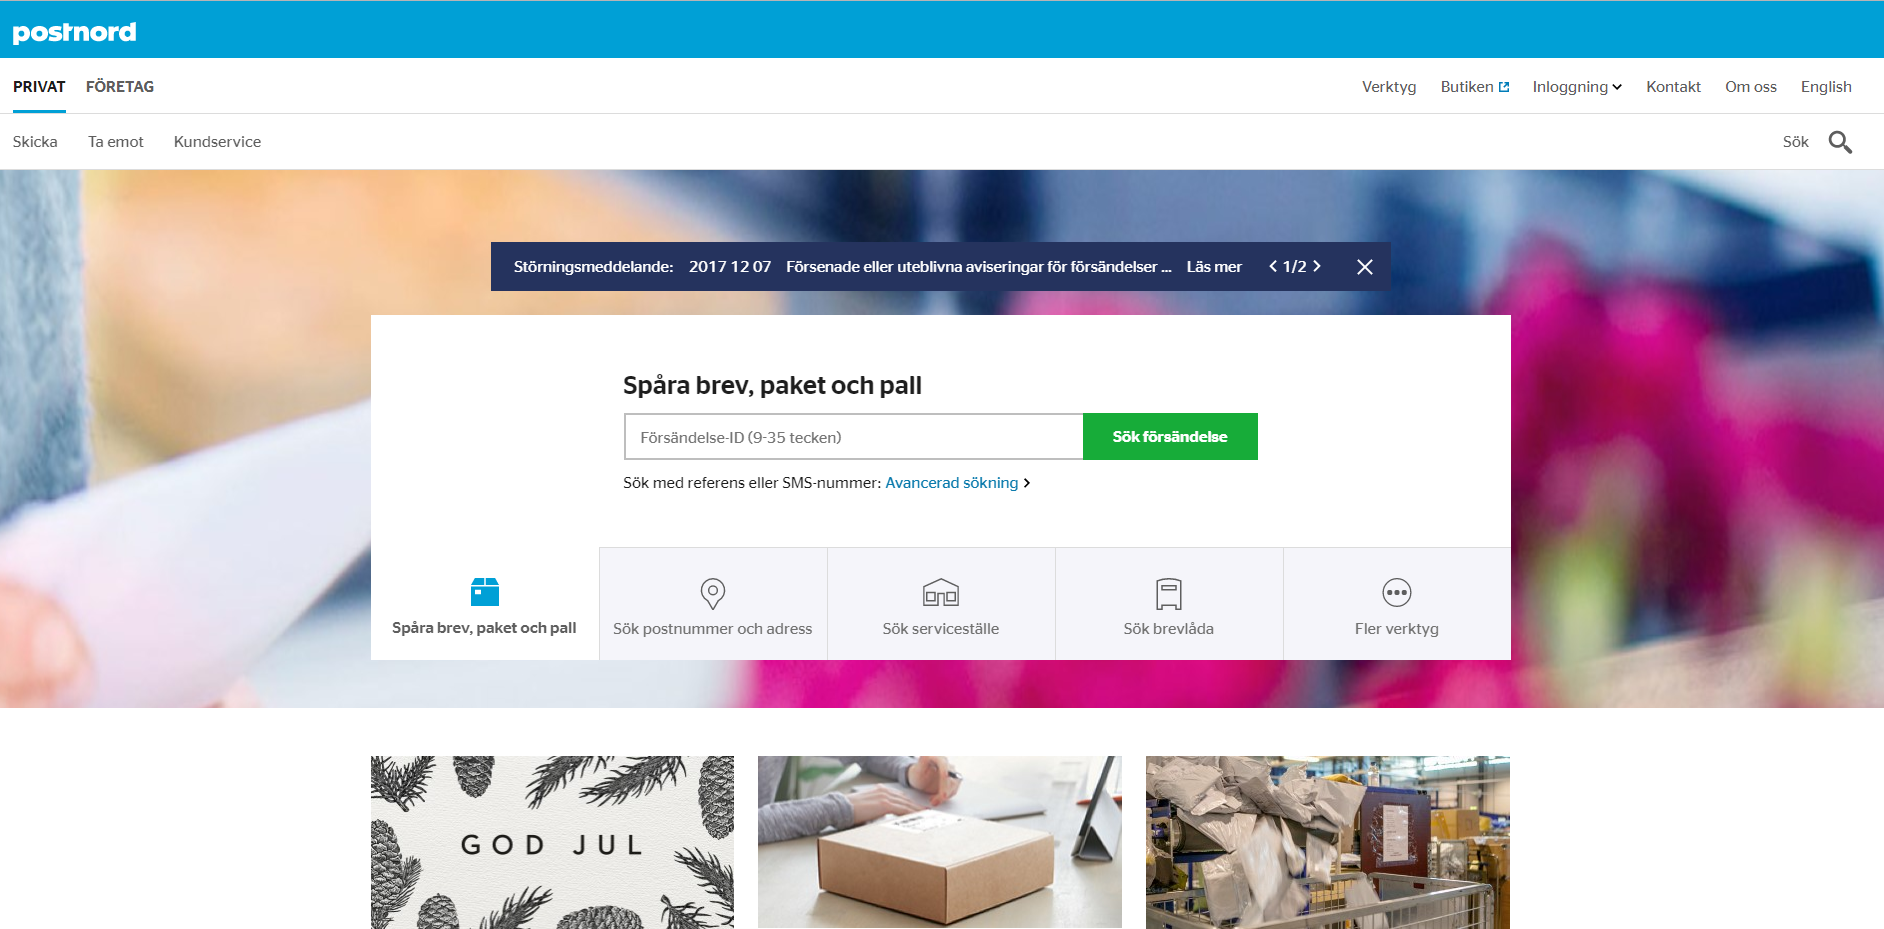 postnord
PRIVAT FÖRETAG
Verktyg Butiken Inloggning Kontakt Om oss English
Skicka Ta emot Kundservice
Sök
Störningsmeddelande: 2017 12 07 Försenade eller uteblivna aviseringar för försändelser ... Läs mer 1/2
Spåra brev, paket och pall
Försändelse-ID (9-35 tecken)
Sök försändelse
Sök med referens eller SMS-nummer: Avancerad sökning
Spåra brev, paket och pall
Sök postnummer och adress
Sök serviceställe
Sök brevlåda
Fler verktyg
GOD JUL